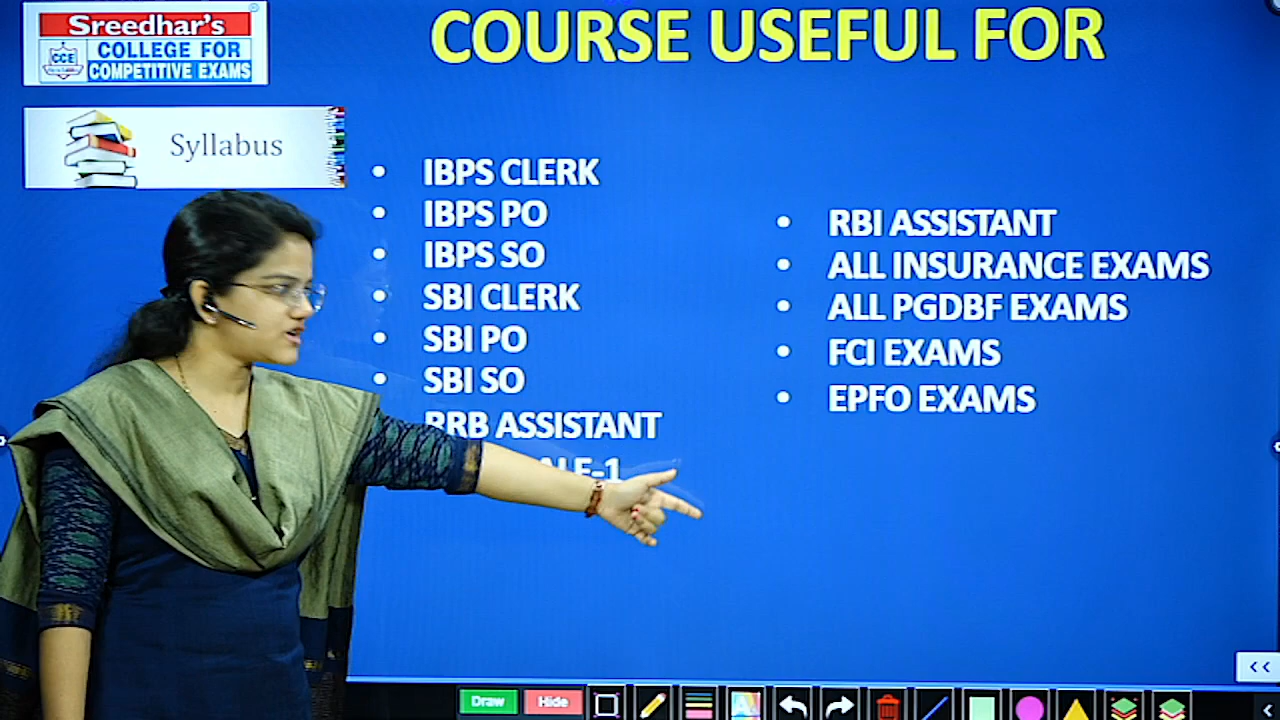 Sreedhar's
CCE
COLLEGE FOR
COMPETITIVE EXAMS
COURSE USEFUL FOR
Syllabus
IBPS CLERK
IBPS PO
IBPS SO
SBI CLERK
SBI PO
SBI SO
RRB ASSISTANT
RBI ASSISTANT
ALL INSURANCE EXAMS
ALL PGDBF EXAMS
FCI EXAMS
EPFO EXAMS
Draw
Hide